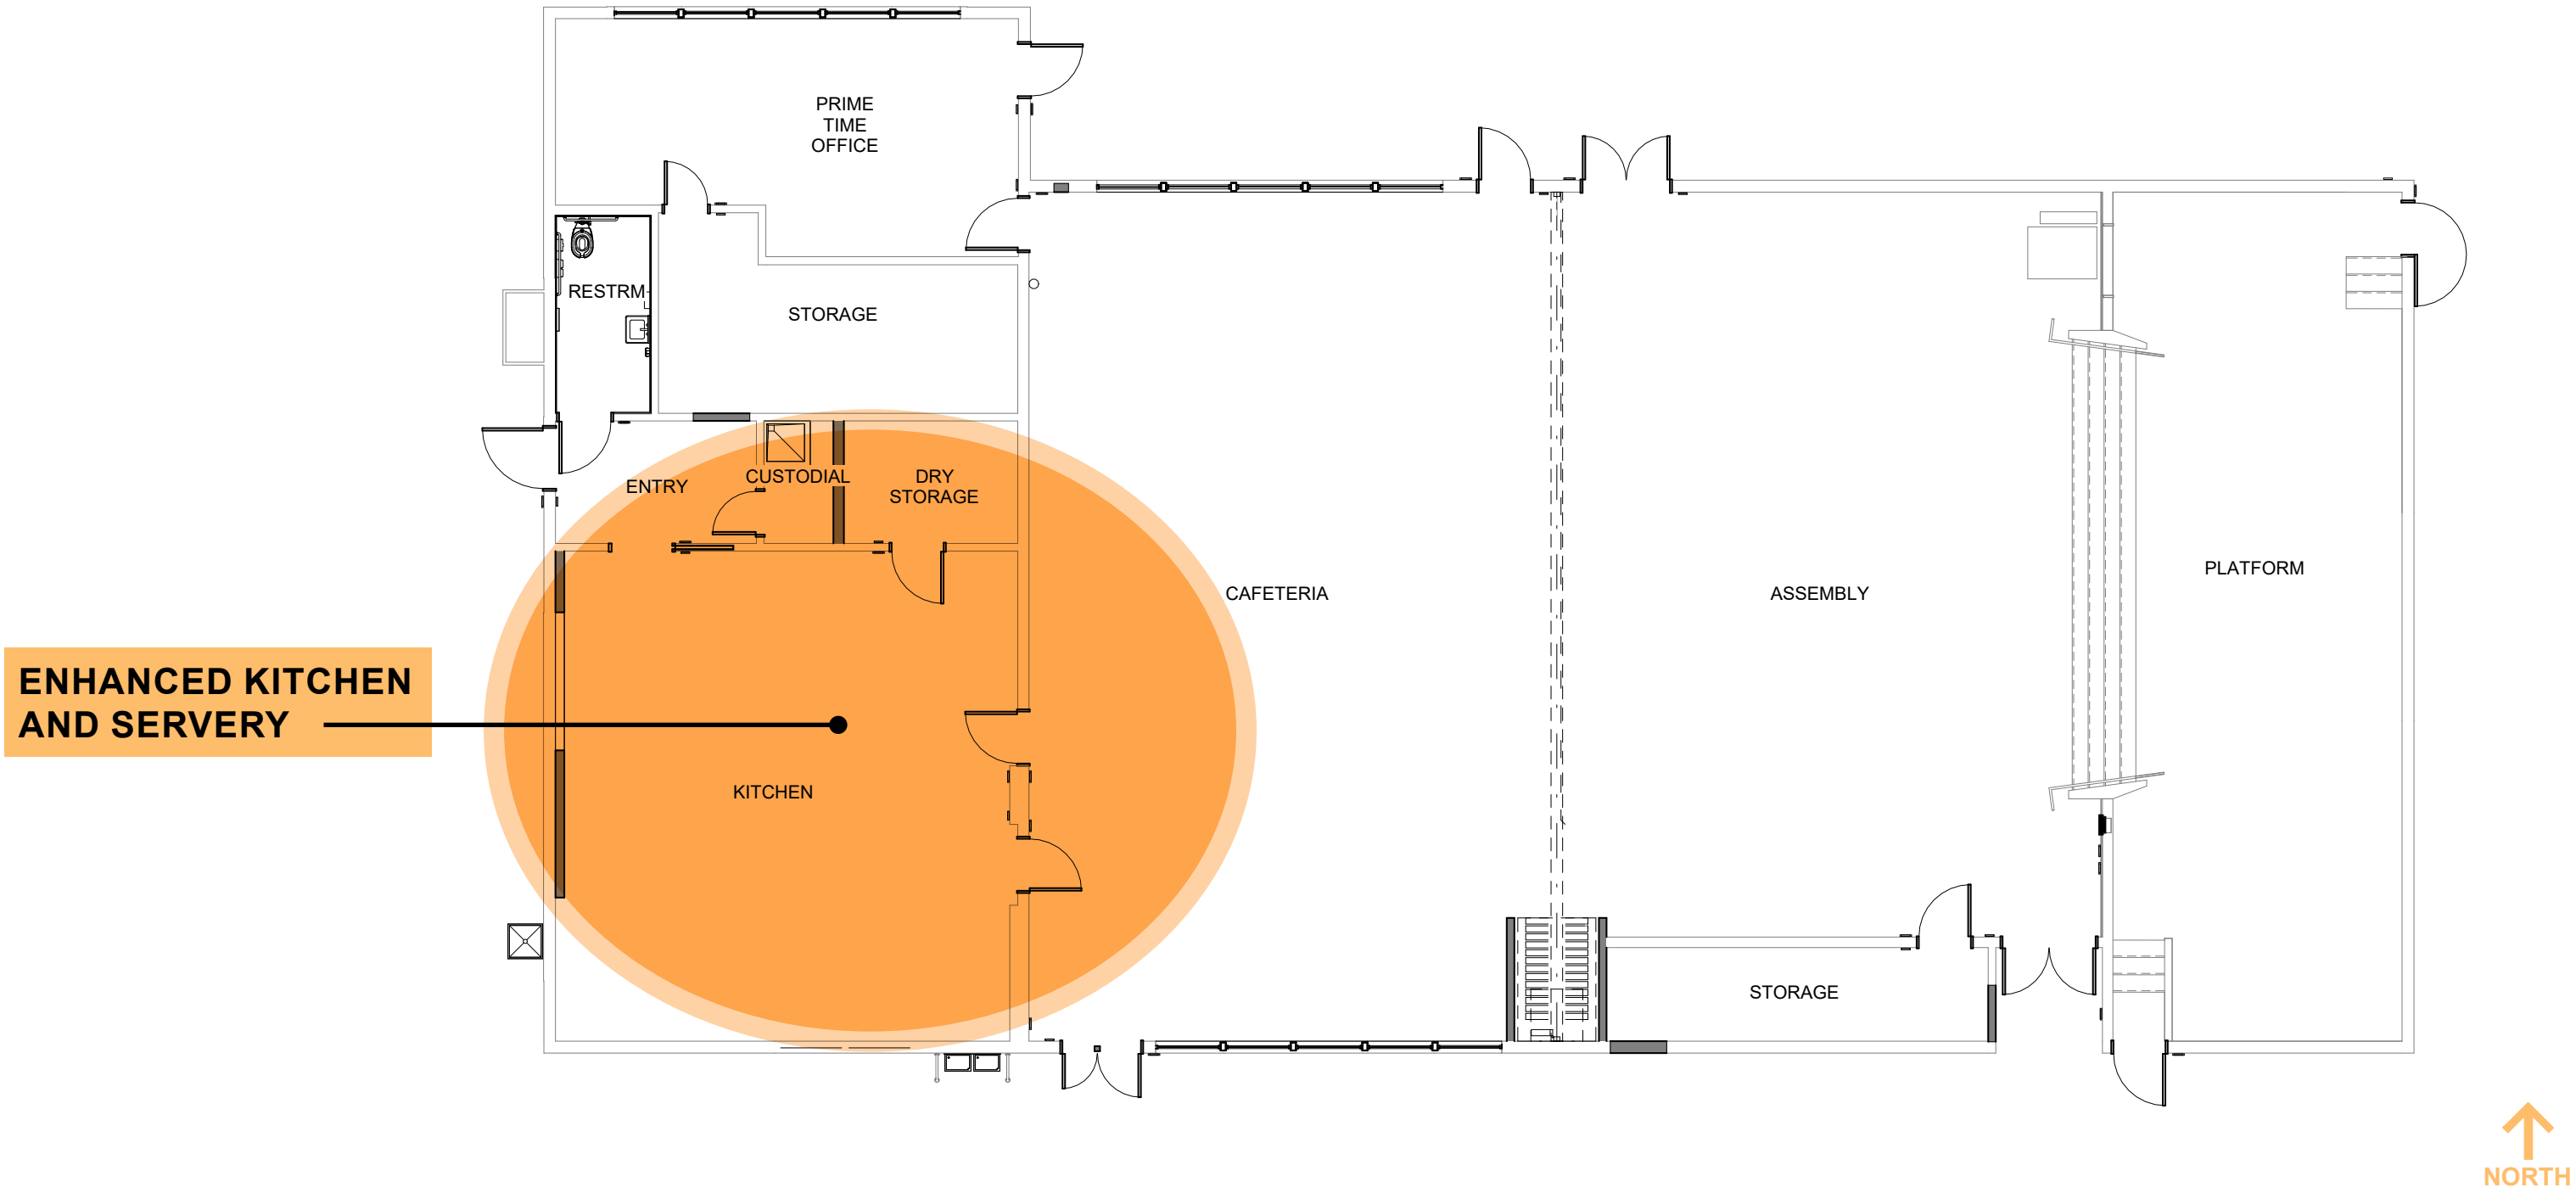 PRIME
TIME
OFFICE
RESTRM
STORAGE
ENTRY
CUSTODIAL
DRY
STORAGE
CAFETERIA
ASSEMBLY
PLATFORM
ENHANCED KITCHEN
AND SERVERY
KITCHEN
STORAGE
NORTH